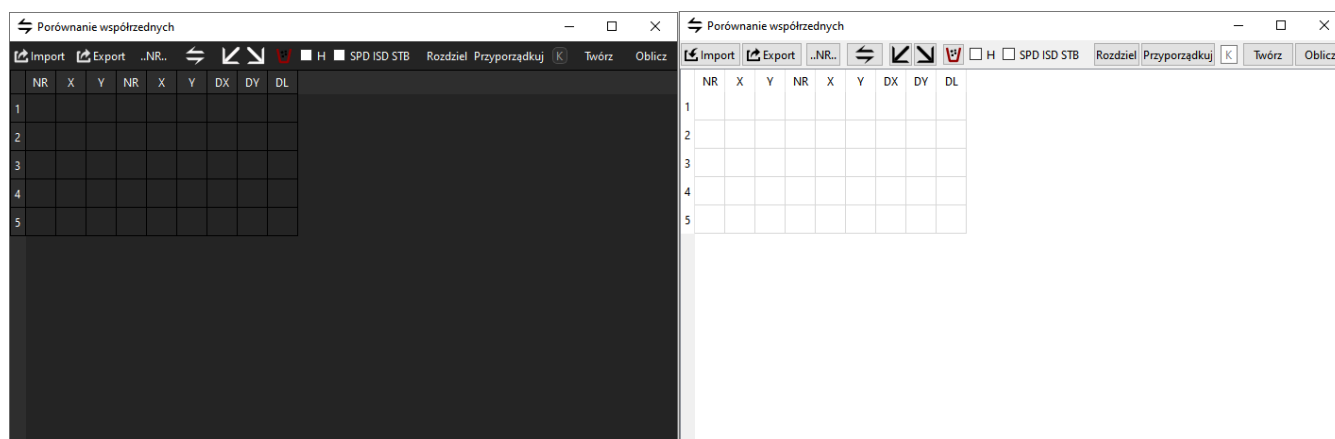 Porównanie współrzednych
Import Export ..NR.. H SPD ISD STB Rozdziel Przyporządkuj K Twórz Oblicz
NR X Y NR X Y DX DY DL
1
2
3
4
5
Porównanie współrzednych
Import Export ..NR.. H SPD ISD STB Rozdziel Przyporządkuj K Twórz Oblicz
NR X Y NR X Y DX DY DL
1
2
3
4
5